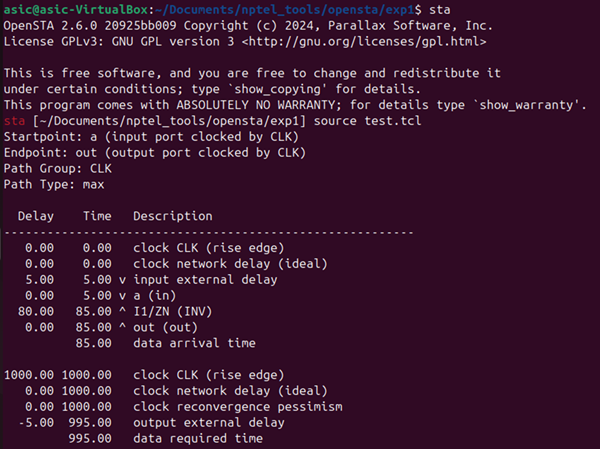 asic@asic-VirtualBox:~/Documents/nptel_tools/opensta/exp1$ sta
OpenSTA 2.6.0 20925bb009 Copyright (c) 2024, Parallax Software, Inc.
License GPLv3: GNU GPL version 3 <http://gnu.org/licenses/gpl.html>

This is free software, and you are free to change and redistribute it
under certain conditions; type `show_copying' for details.
This program comes with ABSOLUTELY NO WARRANTY; for details type `show_warranty'.
sta [~/Documents/nptel_tools/opensta/exp1] source test.tcl
Startpoint: a (input port clocked by CLK)
Endpoint: out (output port clocked by CLK)
Path Group: CLK
Path Type: max

  Delay    Time   Description
---------------------------------------------------------
   0.00    0.00   clock CLK (rise edge)
   0.00    0.00   clock network delay (ideal)
   5.00    5.00 v input external delay
   0.00    5.00 v a (in)
  80.00   85.00 ^ I1/ZN (INV)
   0.00   85.00 ^ out (out)
          85.00   data arrival time

1000.00 1000.00   clock CLK (rise edge)
   0.00 1000.00   clock network delay (ideal)
   0.00 1000.00   clock reconvergence pessimism
  -5.00  995.00   output external delay
         995.00   data required time